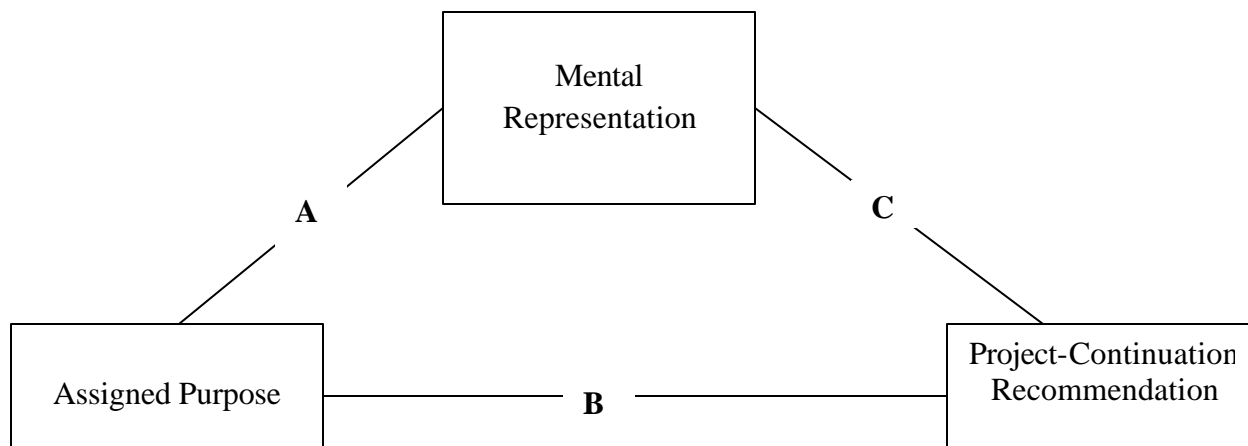 Mental
Representation
A
C
Assigned Purpose
B
Project-Continuation
Recommendation